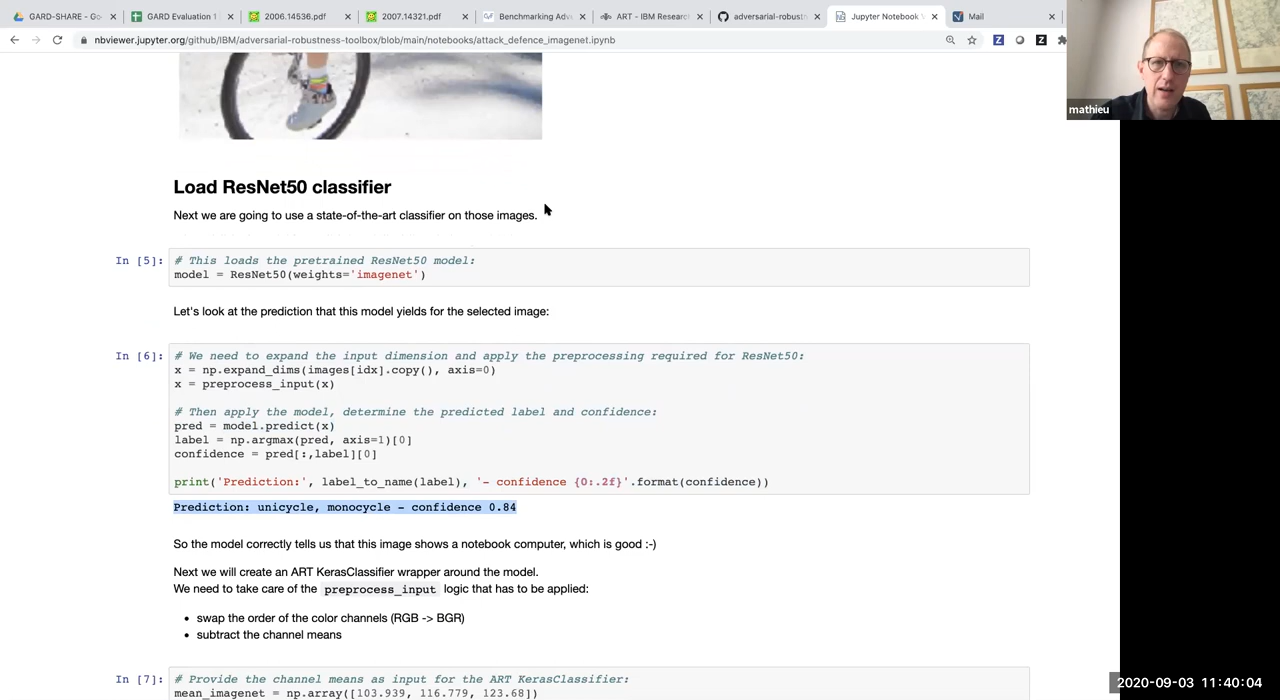 GARD-SHARE - Go
GARD Evaluation 1
2006.14536.pdf
2007.14321.pdf
Benchmarking Adv
ART - IBM Research
adversarial-robustn
Jupyter Notebook
Mail
nbviewer.jupyter.org/github/IBM/adversarial-robustness-toolbox/blob/main/notebooks/attack_defence_imagenet.ipynb
mathieu
Load ResNet50 classifier
Next we are going to use a state-of-the-art classifier on those images.
In [5]: # This loads the pretrained ResNet50 model:
model = ResNet50(weights='imagenet')
Let's look at the prediction that this model yields for the selected image:
In [6]: # We need to expand the input dimension and apply the preprocessing required for ResNet50:
x = np.expand_dims(images[idx].copy(), axis=0)
x = preprocess_input(x)
# Then apply the model, determine the predicted label and confidence:
pred = model.predict(x)
label = np.argmax(pred, axis=1)[0]
confidence = pred[:,label][0]
print('Prediction:', label_to_name(label), '- confidence {0:.2f}'.format(confidence))
Prediction: unicycle, monocycle - confidence 0.84
So the model correctly tells us that this image shows a notebook computer, which is good :-)
Next we will create an ART KerasClassifier wrapper around the model.
We need to take care of the preprocess_input logic that has to be applied:
• swap the order of the color channels (RGB -> BGR)
• subtract the channel means
In [7]: # Provide the channel means as input for the ART KerasClassifier:
mean_imagenet = np.array([103.939, 116.779, 123.68])
2020-09-03 11:40:04